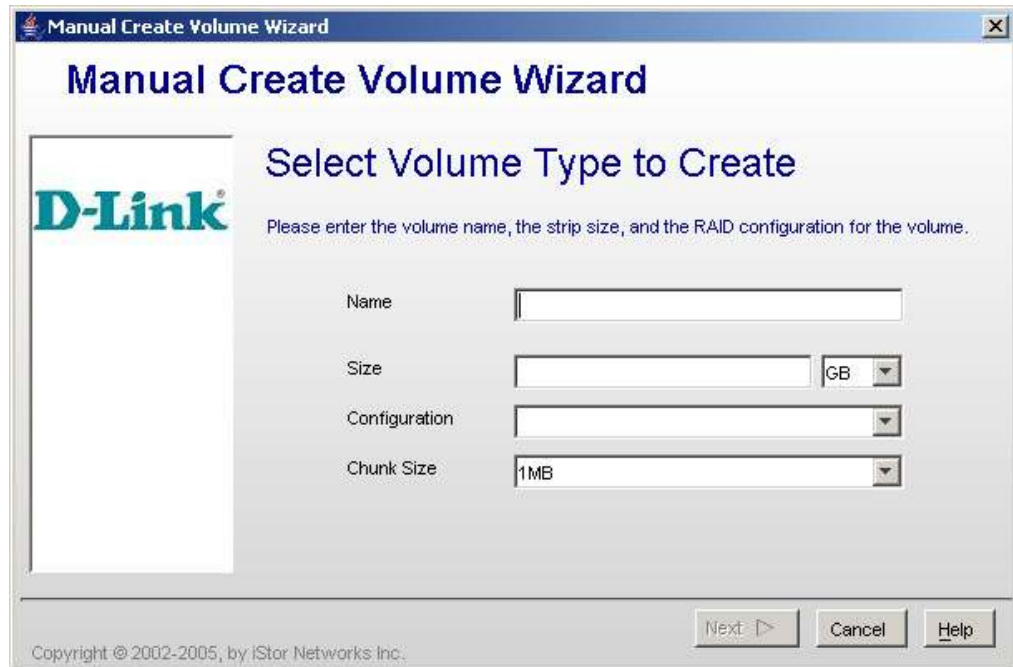 Manual Create Volume Wizard
Manual Create Volume Wizard
D-Link
Select Volume Type to Create
Please enter the volume name, the strip size, and the RAID configuration for the volume.
Name
Size
GB
Configuration
Chunk Size
1MB
Next
Cancel
Help
Copyright © 2002-2005, by iStor Networks Inc.